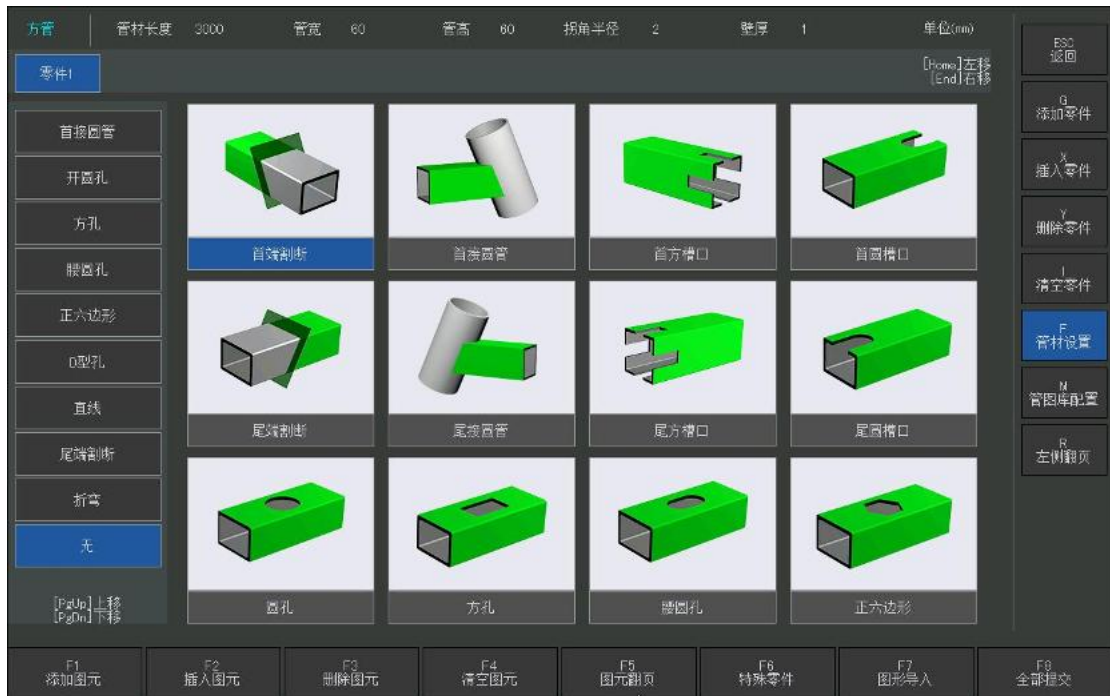 方管 管材长度 3000 管宽 60 管高 60 拐角半径 2 壁厚 1 单位(mm)
零件1
[Home]左移
[End]右移
首接圆管
开圆孔
方孔
腰圆孔
正六边形
D型孔
直线
尾端割断
折弯
无
[PgUp]上移
[PgDn]下移
首端割断
首接圆管
首方槽口
首圆槽口
尾端割断
尾接圆管
尾方槽口
尾圆槽口
圆孔
方孔
腰圆孔
正六边形
ESC
返回
G
添加零件
X
插入零件
Y
删除零件
I
清空零件
F
管材设置
M
管图库配置
R
左侧翻页
F1
添加图元
F2
插入图元
F3
删除图元
F4
清空图元
F5
图元翻页
F6
特殊零件
F7
图形导入
F8
全部提交